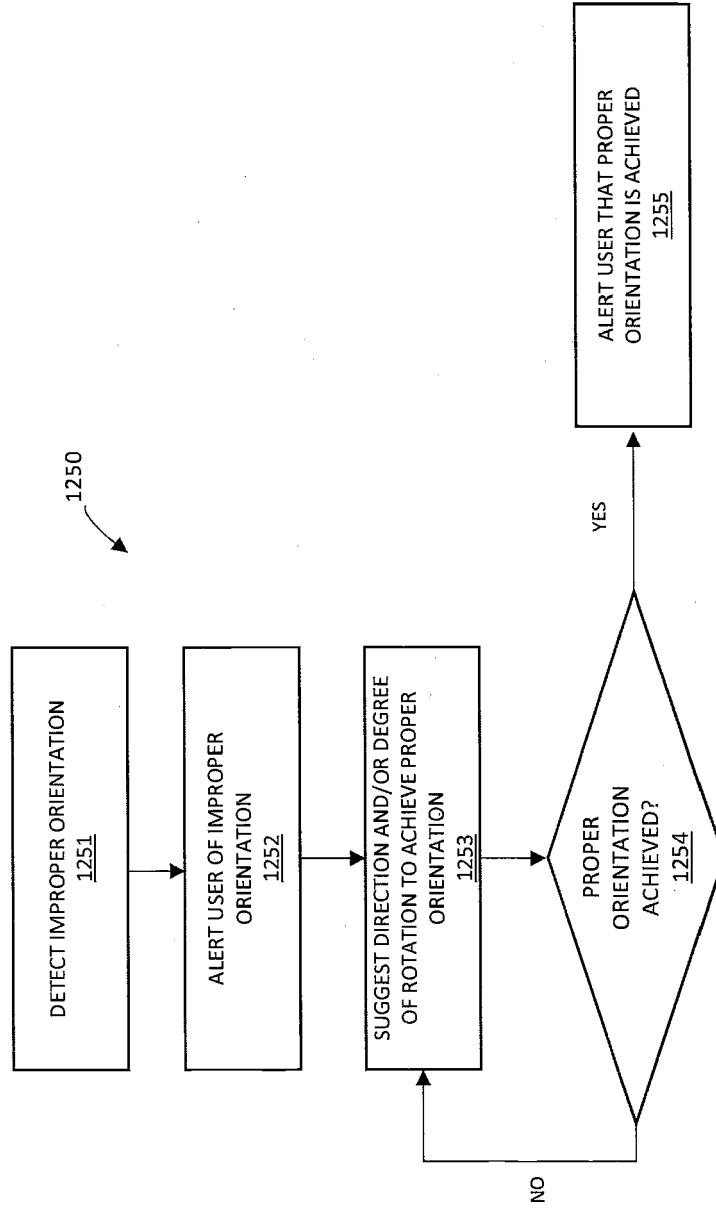 1250
DETECT IMPROPER ORIENTATION
1251
ALERT USER OF IMPROPER
ORIENTATION
1252
SUGGEST DIRECTION AND/OR DEGREE
OF ROTATION TO ACHIEVE PROPER
ORIENTATION
1253
PROPER
ORIENTATION
ACHIEVED?
1254
NO
YES
ALERT USER THAT PROPER
ORIENTATION IS ACHIEVED
1255